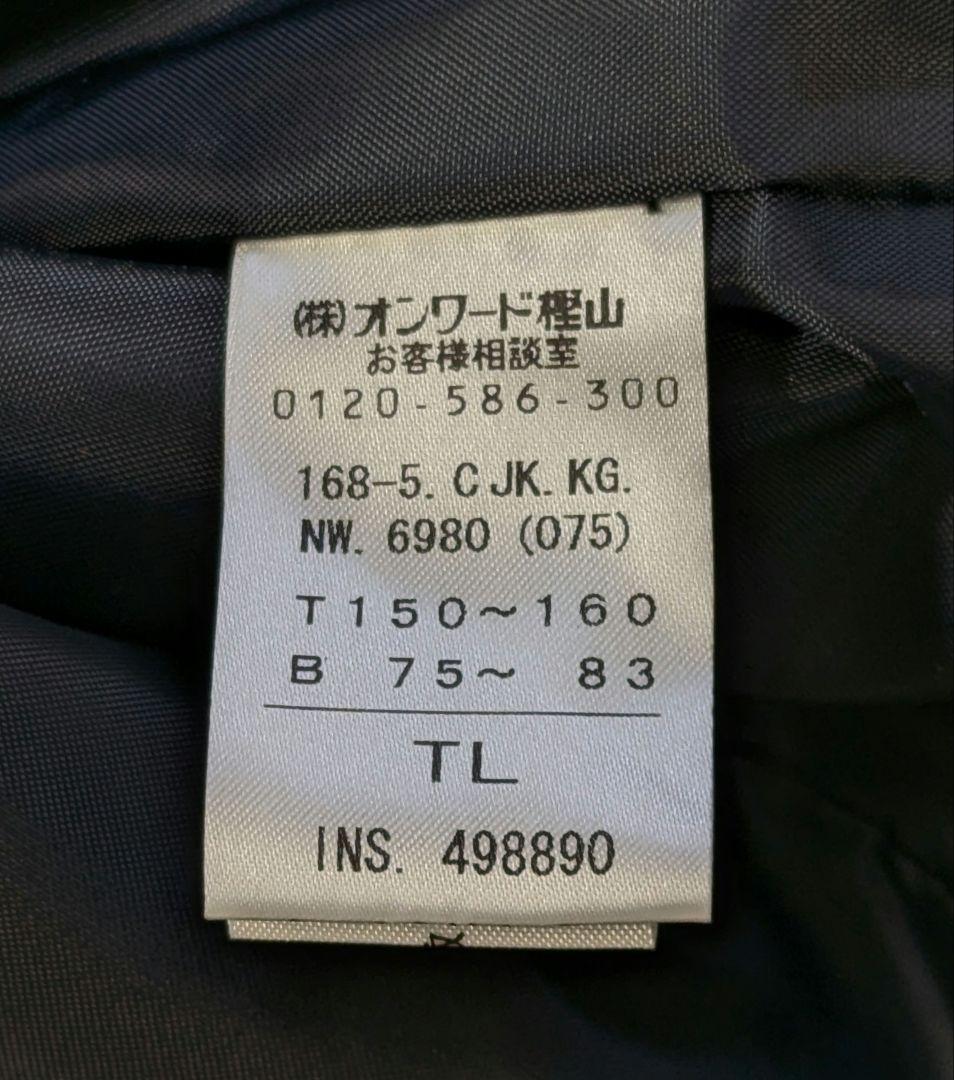 (株)オンワード樫山
お客様相談室
0120-586-300
168-5. CJK. KG.
NW. 6980 (075)
T150～160
B 75～ 83
TL
INS. 498890